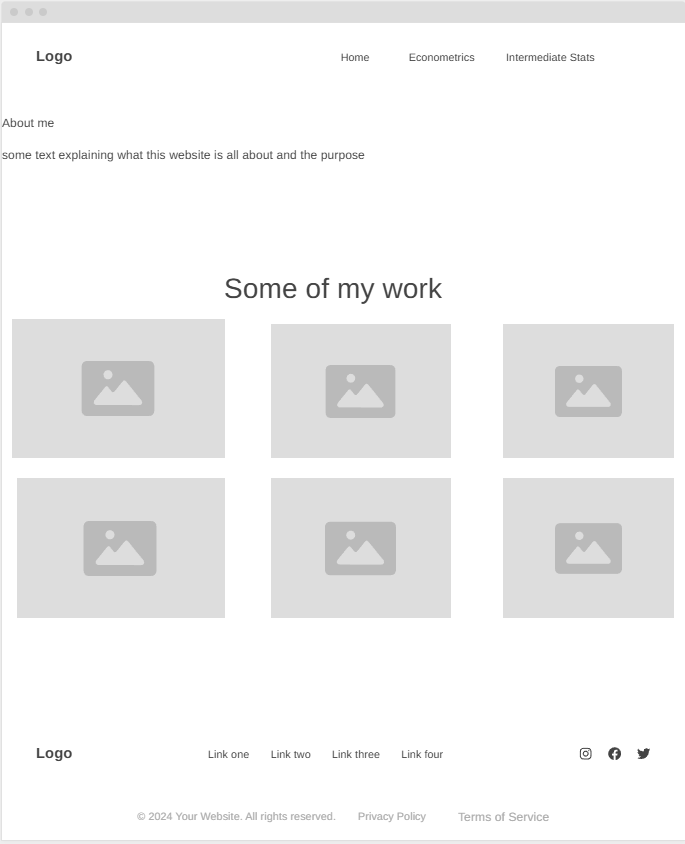 Logo Home Econometrics Intermediate Stats
About me
some text explaining what this website is all about and the purpose
Some of my work
Logo Link one Link two Link three Link four
© 2024 Your Website. All rights reserved. Privacy Policy Terms of Service